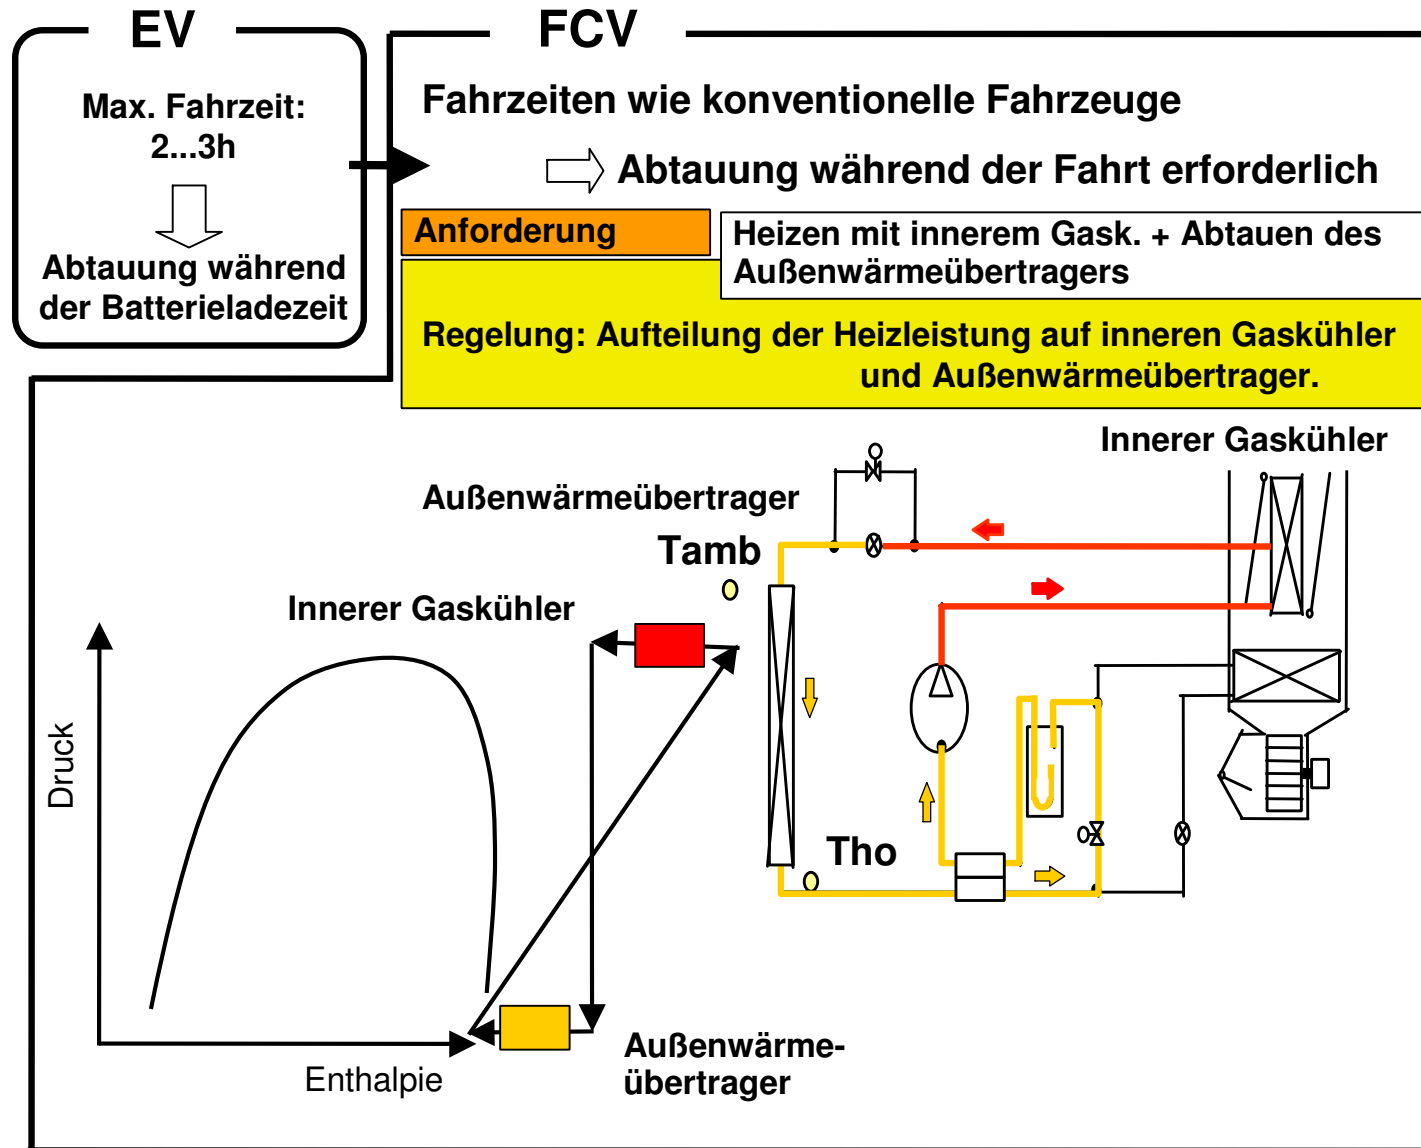 EV
Max. Fahrzeit:
2...3h
Abtauung während
der Batterieladezeit
FCV
Fahrzeiten wie konventionelle Fahrzeuge
Abtauung während der Fahrt erforderlich
Anforderung
Heizen mit innerem Gask. + Abtauen des
Außenwärmeübertragers
Regelung: Aufteilung der Heizleistung auf inneren Gaskühler
und Außenwärmeübertrager.
Innerer Gaskühler
Außenwärmeübertrager
Tamb
Innerer Gaskühler
Druck
Tho
Außenwärme-
übertrager
Enthalpie